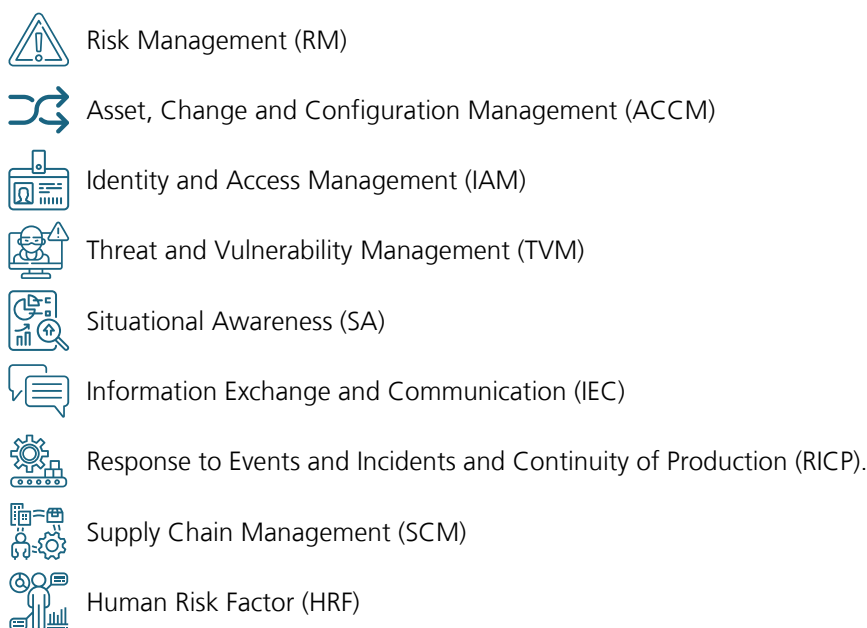 Risk Management (RM)
Asset, Change and Configuration Management (ACCM)
Identity and Access Management (IAM)
Threat and Vulnerability Management (TVM)
Situational Awareness (SA)
Information Exchange and Communication (IEC)
Response to Events and Incidents and Continuity of Production (RICP).
Supply Chain Management (SCM)
Human Risk Factor (HRF)